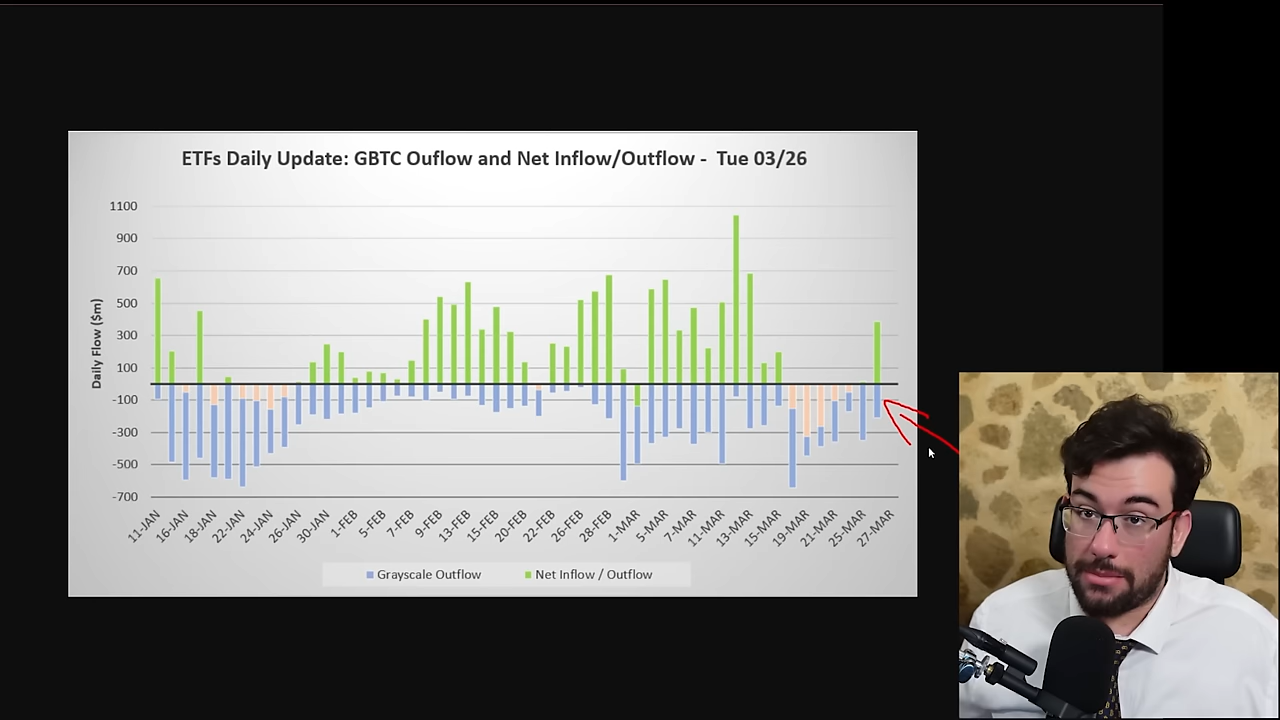 ETFs Daily Update: GBTC Ouflow and Net Inflow/Outflow - Tue 03/26
Daily Flow ($m)
1100
900
700
500
300
100
-100
-300
-500
-700
11-JAN
16-JAN
18-JAN
22-JAN
24-JAN
26-JAN
30-JAN
1-FEB
5-FEB
7-FEB
9-FEB
13-FEB
15-FEB
20-FEB
22-FEB
26-FEB
28-FEB
1-MAR
5-MAR
7-MAR
11-MAR
13-MAR
15-MAR
19-MAR
21-MAR
25-MAR
27-MAR
Grayscale Outflow
Net Inflow / Outflow